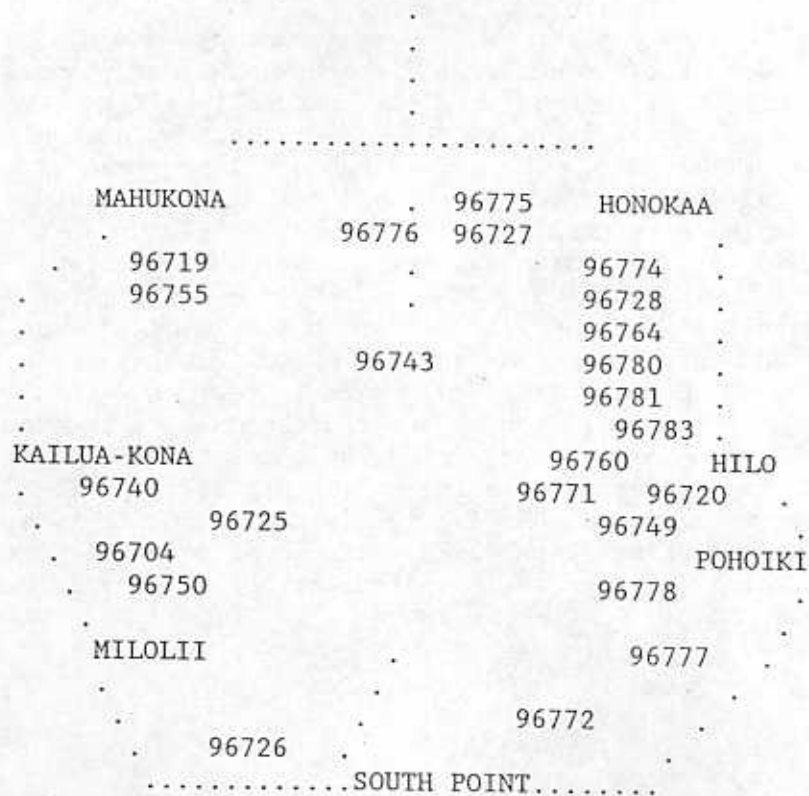 MAHUKONA . 96775 HONOKAA
. 96776 96727 .
. 96719 . 96774 .
. 96755 . 96728 .
. 96764 .
. 96743 96780 .
. 96781 .
. 96783 .
KAILUA-KONA 96760 HILO
. 96740 96771 96720 .
. 96725 96749 .
. 96704 POHOIKI
. 96750 96778 .
. .
MILOLII . 96777 .
. . .
. . 96772 .
. 96726 . .
.............SOUTH POINT........